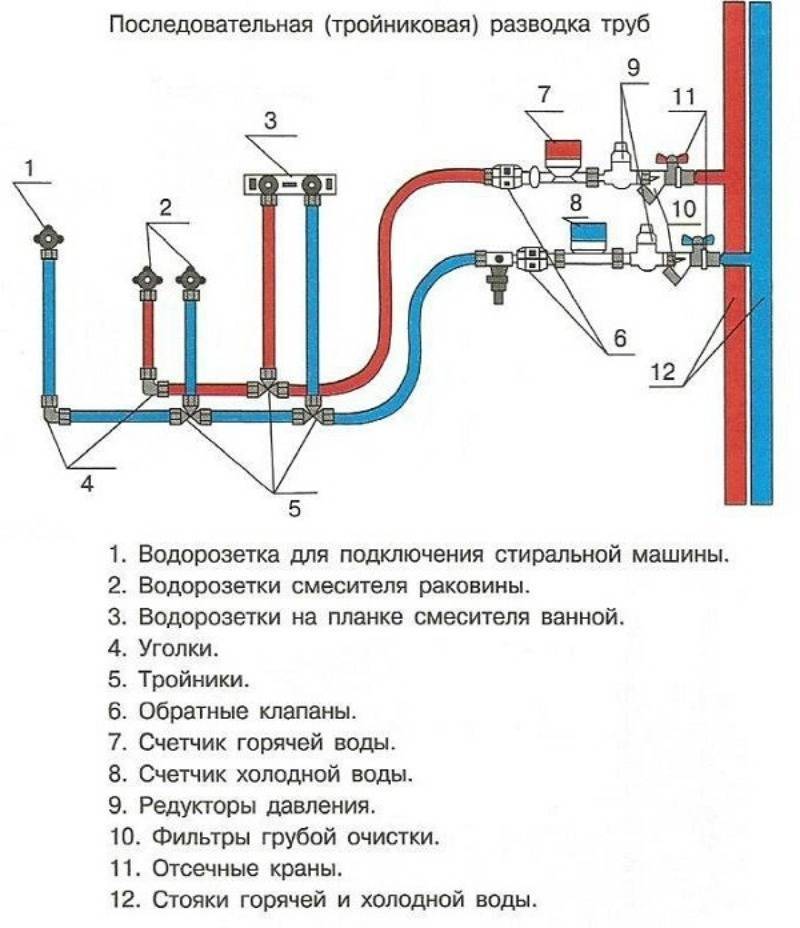 Последовательная (тройниковая) разводка труб
9
7
11
3
1
2
8
10
6
12
4
5
1. Водорозетка для подключения стиральной машины.
2. Водорозетки смесителя раковины.
3. Водорозетки на планке смесителя ванной.
4. Уголки.
5. Тройники.
6. Обратные клапаны.
7. Счетчик горячей воды.
8. Счетчик холодной воды.
9. Редукторы давления.
10. Фильтры грубой очистки.
11. Отсечные краны.
12. Стояки горячей и холодной воды.